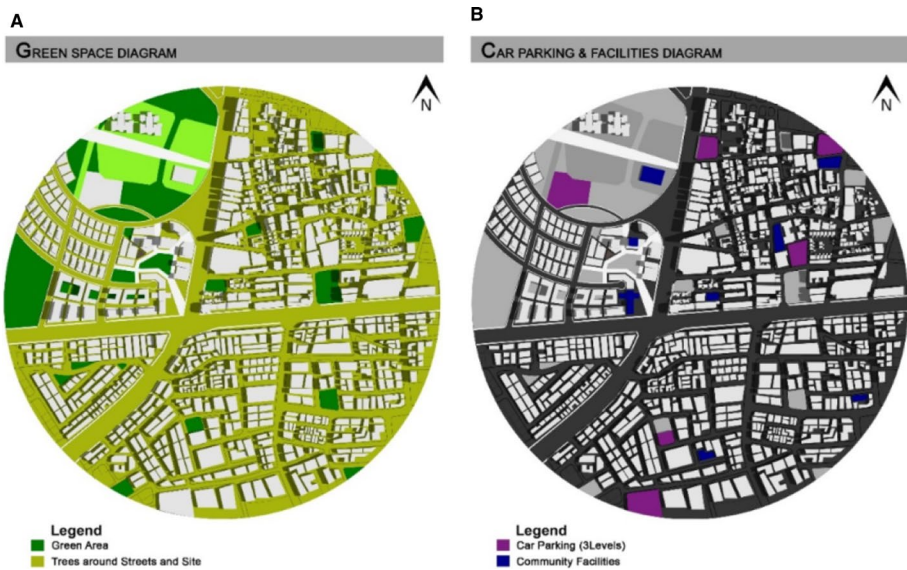 A
GREEN SPACE DIAGRAM
N
Legend
Green Area
Trees around Streets and Site
B
CAR PARKING & FACILITIES DIAGRAM
N
Legend
Car Parking (3Levels)
Community Facilities